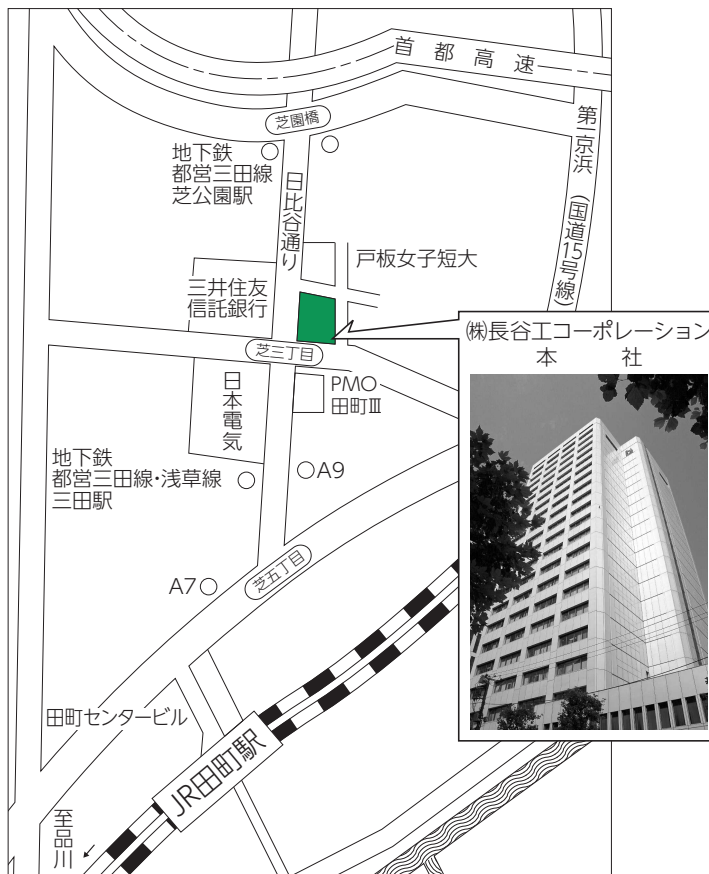 首都高速
芝園橋
第一京浜（国道15号線）
地下鉄
都営三田線
芝公園駅
日比谷通り
戸板女子短大
三井住友
信託銀行
㈱長谷工コーポレーション
本　社
芝三丁目
日本電気
PMO
田町Ⅲ
地下鉄
都営三田線･浅草線
三田駅
A9
芝五丁目
A7
田町センタービル
JR田町駅
至品川